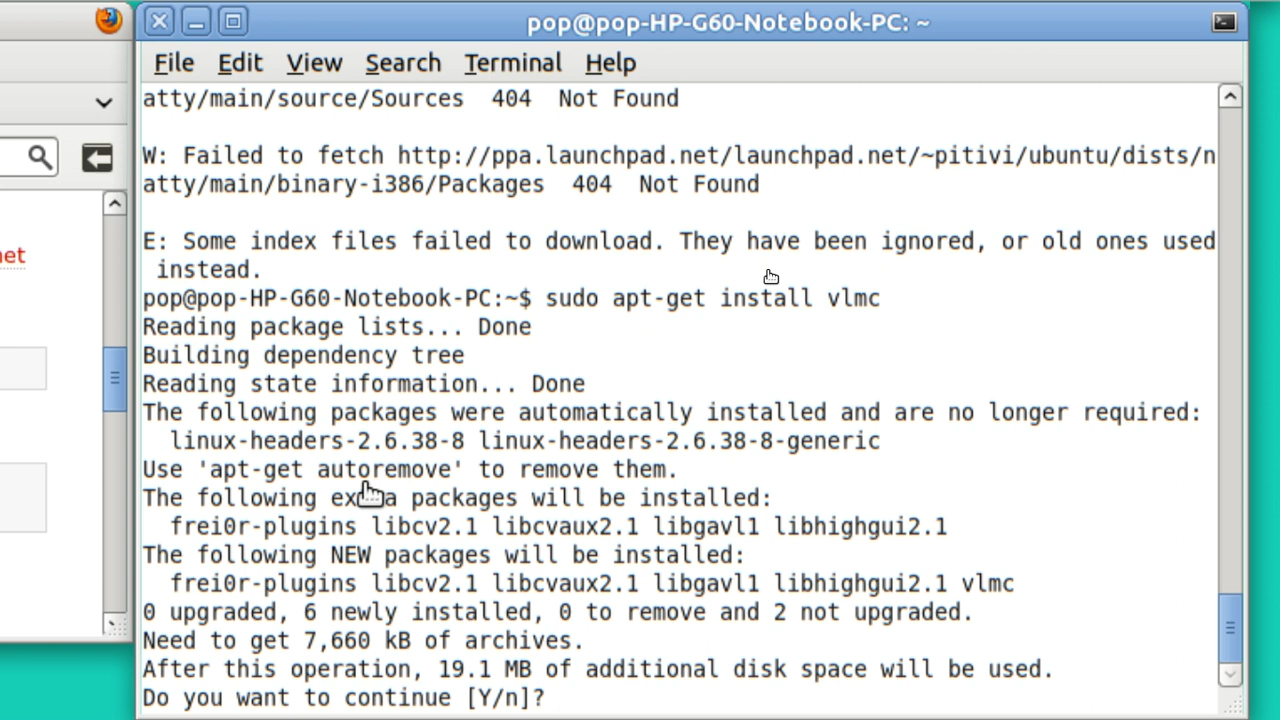 pop@pop-HP-G60-Notebook-PC: ~
File Edit View Search Terminal Help
atty/main/source/Sources  404  Not Found
W: Failed to fetch http://ppa.launchpad.net/launchpad.net/~pitivi/ubuntu/dists/n
atty/main/binary-i386/Packages  404  Not Found
E: Some index files failed to download. They have been ignored, or old ones used
 instead.
pop@pop-HP-G60-Notebook-PC:~$ sudo apt-get install vlmc
Reading package lists... Done
Building dependency tree
Reading state information... Done
The following packages were automatically installed and are no longer required:
  linux-headers-2.6.38-8 linux-headers-2.6.38-8-generic
Use 'apt-get autoremove' to remove them.
The following extra packages will be installed:
  frei0r-plugins libcv2.1 libcvaux2.1 libgavl1 libhighgui2.1
The following NEW packages will be installed:
  frei0r-plugins libcv2.1 libcvaux2.1 libgavl1 libhighgui2.1 vlmc
0 upgraded, 6 newly installed, 0 to remove and 2 not upgraded.
Need to get 7,660 kB of archives.
After this operation, 19.1 MB of additional disk space will be used.
Do you want to continue [Y/n]?
net